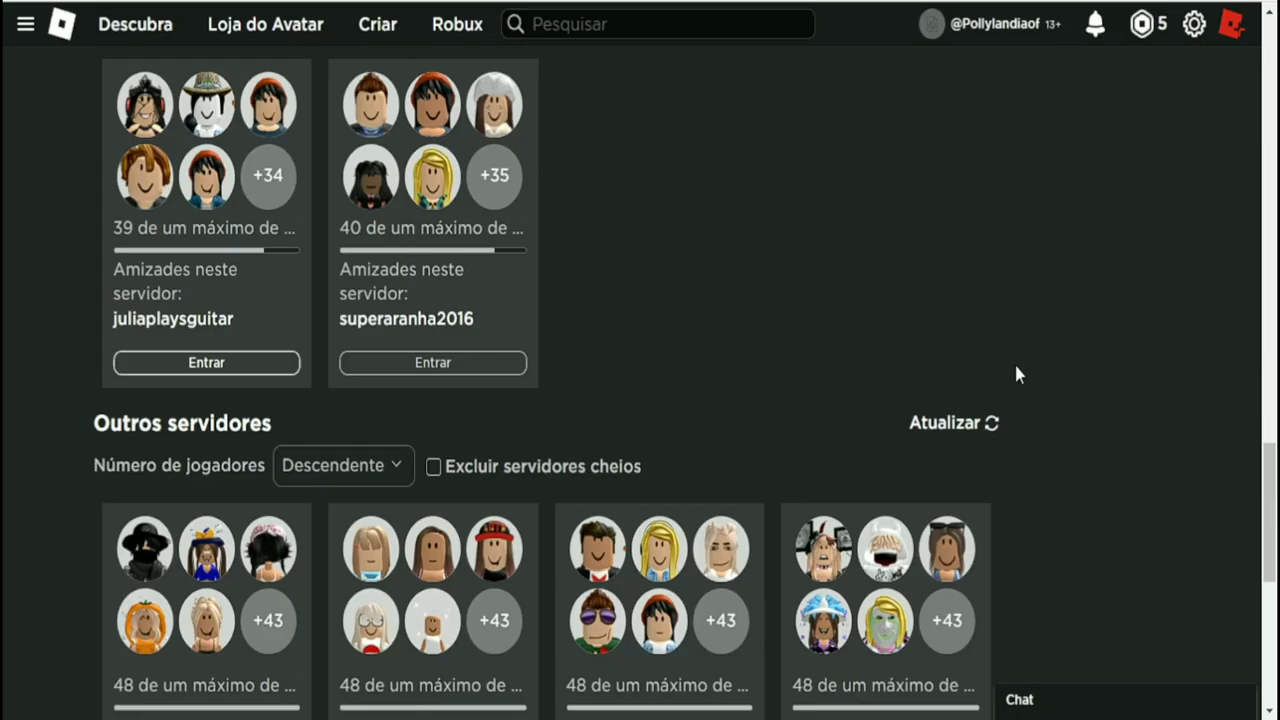 Descubra Loja do Avatar Criar Robux Pesquisar @Pollylandiaof 13+ 5
+34 +35
39 de um máximo de ... 40 de um máximo de ...
Amizades neste Amizades neste
servidor: servidor:
juliaplaysguitar superaranha2016
Entrar Entrar
Outros servidores Atualizar
Número de jogadores Descendente Excluir servidores cheios
+43 +43 +43 +43
48 de um máximo de ... 48 de um máximo de ... 48 de um máximo de ... 48 de um máximo de ...
Chat